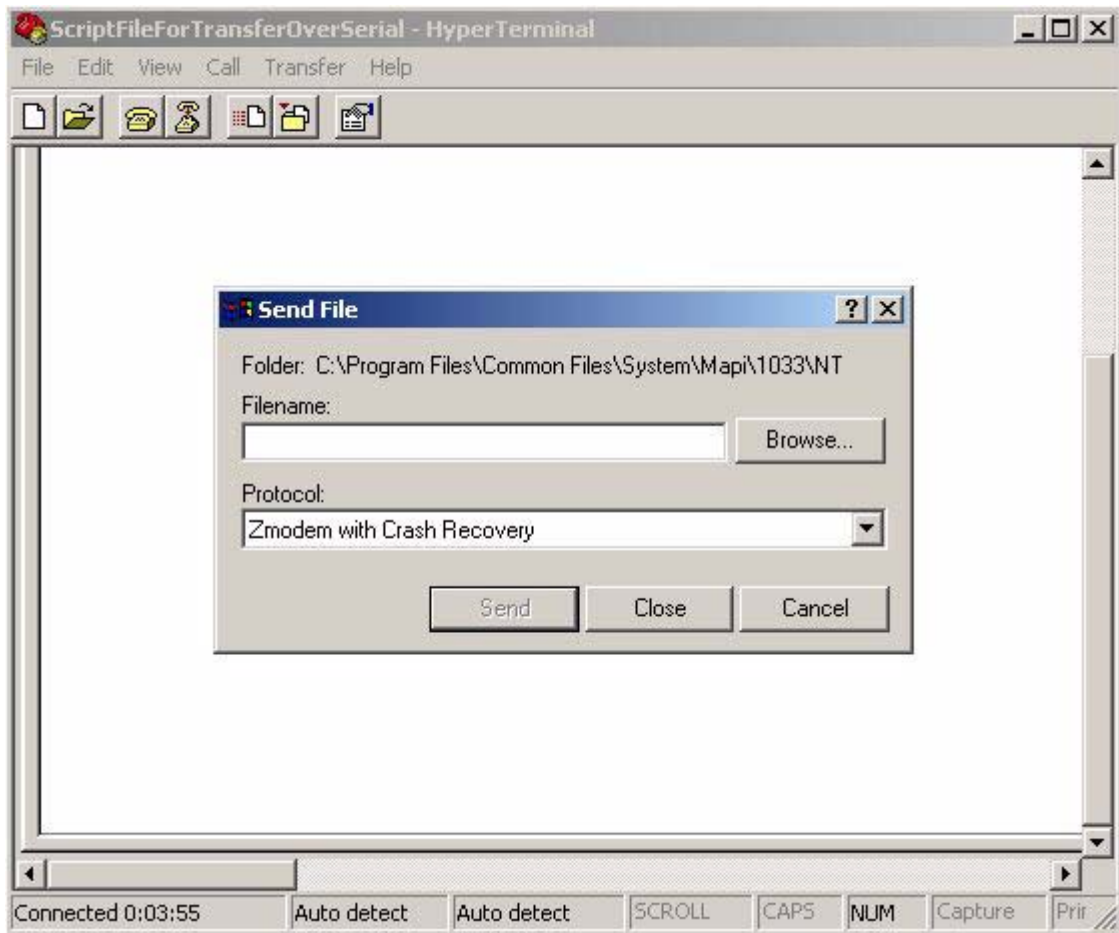 ScriptFileForTransferOverSerial - HyperTerminal
File Edit View Call Transfer Help
Send File
Folder: C:\Program Files\Common Files\System\Mapi\1033\NT
Filename:
Browse...
Protocol:
Zmodem with Crash Recovery
Send Close Cancel
Connected 0:03:55 Auto detect Auto detect SCROLL CAPS NUM Capture Prir